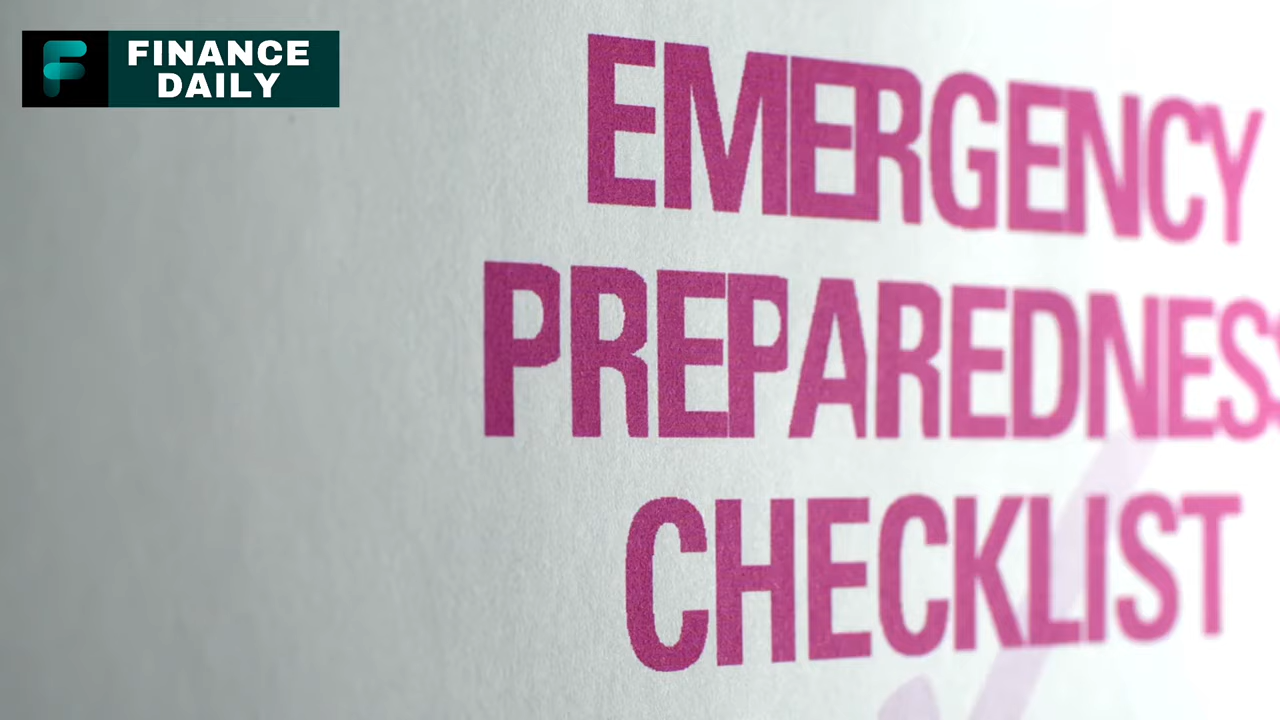 FINANCE
DAILY
EMERGENCY
PREPAREDNESS
CHECKLIST